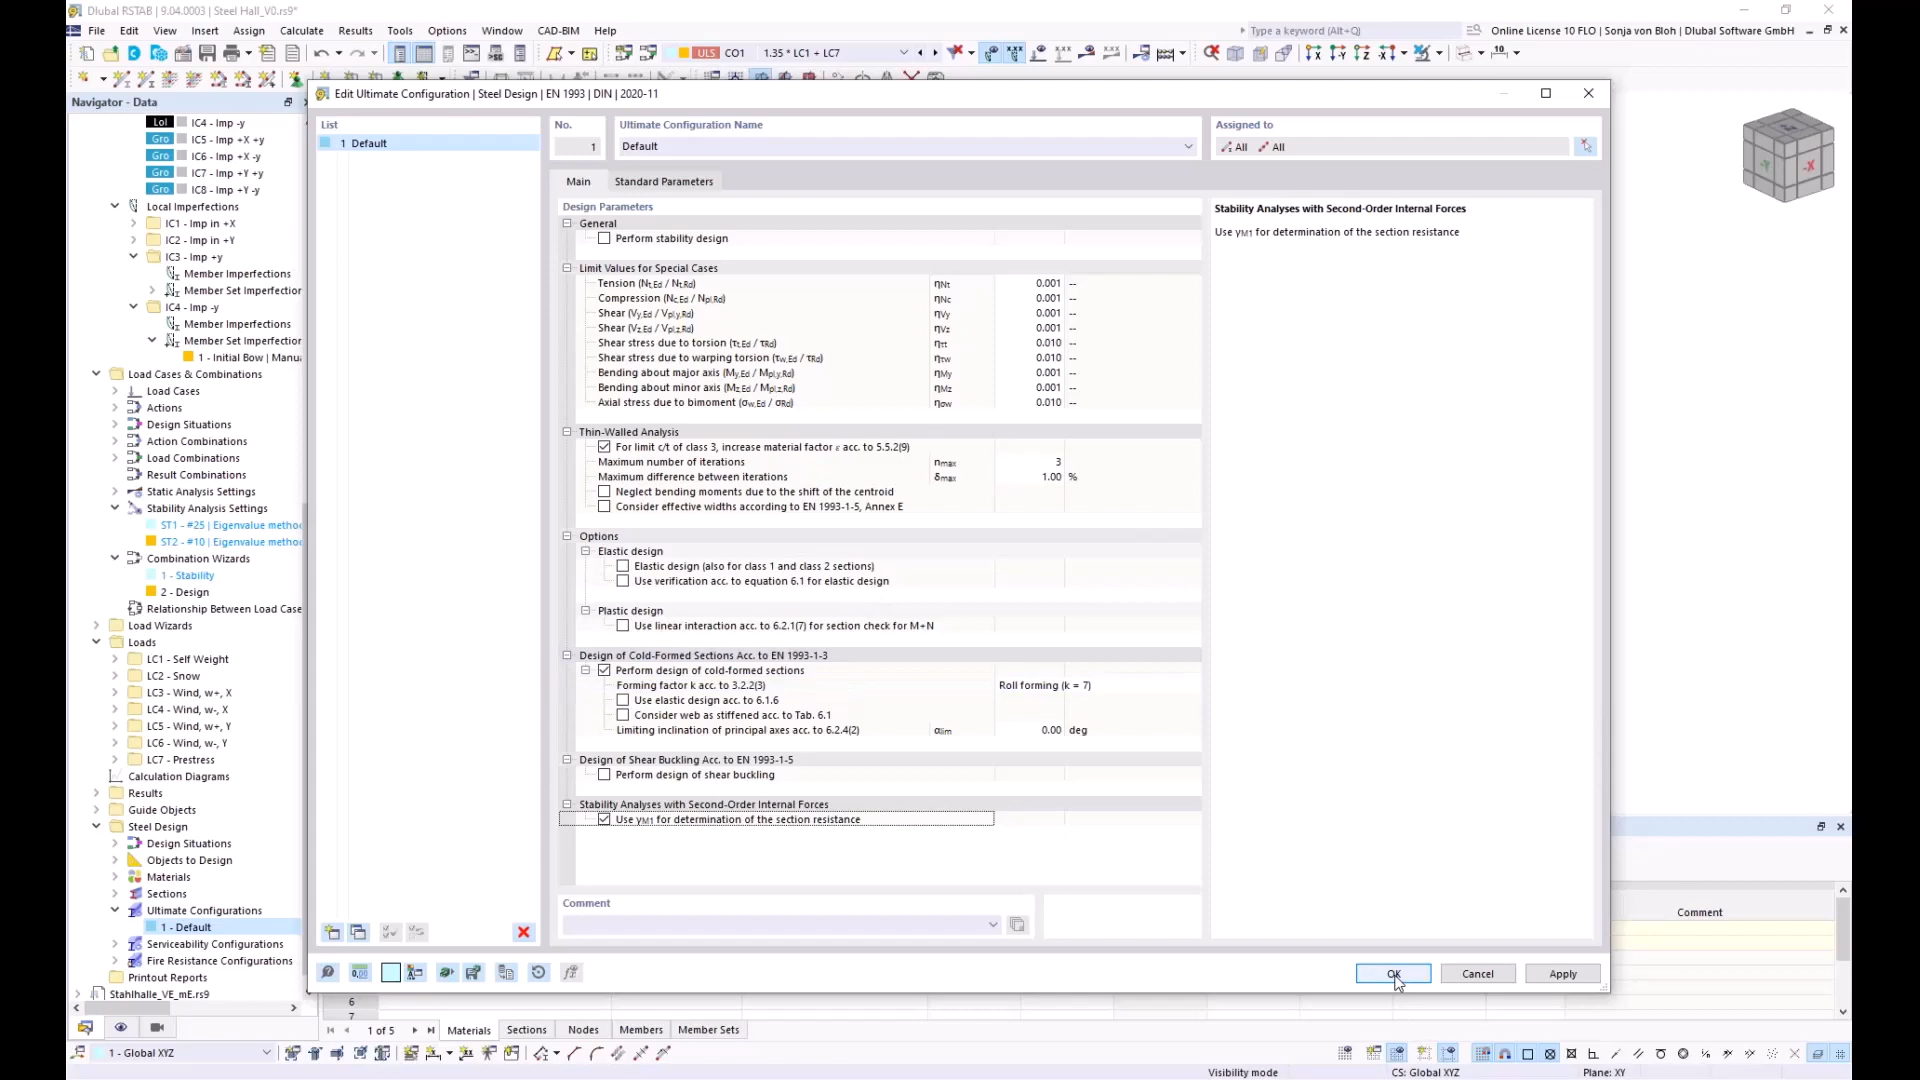 Dlubal RSTAB | 9.04.0003 | Steel Hall_V0.rs9*
File Edit View Insert Assign Calculate Results Tools Options Window CAD-BIM Help
Type a keyword (Alt+Q)
Online License 10 FLO | Sonja von Bloh | Dlubal Software GmbH
ULS CO1 1.35 * LC1 + LC7
Navigator - Data
Lol IC4 - Imp -y
Gro IC5 - Imp +X +y
Gro IC6 - Imp +X -y
Gro IC7 - Imp +Y +y
Gro IC8 - Imp +Y -y
Local Imperfections
IC1 - Imp in +X
IC2 - Imp in +Y
IC3 - Imp +y
Member Imperfections
Member Set Imperfection
IC4 - Imp -y
Member Imperfections
Member Set Imperfection
1 - Initial Bow | Manua
Load Cases & Combinations
Load Cases
Actions
Design Situations
Action Combinations
Load Combinations
Result Combinations
Static Analysis Settings
Stability Analysis Settings
ST1 - #25 | Eigenvalue method
ST2 - #10 | Eigenvalue method
Combination Wizards
1 - Stability
2 - Design
Relationship Between Load Case
Load Wizards
Loads
LC1 - Self Weight
LC2 - Snow
LC3 - Wind, w+, X
LC4 - Wind, w-, X
LC5 - Wind, w+, Y
LC6 - Wind, w-, Y
LC7 - Prestress
Calculation Diagrams
Results
Guide Objects
Steel Design
Design Situations
Objects to Design
Materials
Sections
Ultimate Configurations
1 - Default
Serviceability Configurations
Fire Resistance Configurations
Printout Reports
Stahlhalle_VE_mE.rs9
Edit Ultimate Configuration | Steel Design | EN 1993 | DIN | 2020-11
List
1 Default
No.
1
Ultimate Configuration Name
Default
Assigned to
All All
Main Standard Parameters
Design Parameters
General
Perform stability design
Limit Values for Special Cases
Tension (Nt,Ed / Nt,Rd) ηNt 0.001 --
Compression (Nc,Ed / Npl,Rd) ηNc 0.001 --
Shear (Vy,Ed / Vpl,y,Rd) ηVy 0.001 --
Shear (Vz,Ed / Vpl,z,Rd) ηVz 0.001 --
Shear stress due to torsion (τt,Ed / τRd) ητt 0.010 --
Shear stress due to warping torsion (τw,Ed / τRd) ητw 0.010 --
Bending about major axis (My,Ed / Mpl,y,Rd) ηMy 0.001 --
Bending about minor axis (Mz,Ed / Mpl,z,Rd) ηMz 0.001 --
Axial stress due to bimoment (σw,Ed / σRd) ησw 0.010 --
Thin-Walled Analysis
For limit c/t of class 3, increase material factor ε acc. to 5.5.2(9)
Maximum number of iterations nmax 3
Maximum difference between iterations δmax 1.00 %
Neglect bending moments due to the shift of the centroid
Consider effective widths according to EN 1993-1-5, Annex E
Options
Elastic design
Elastic design (also for class 1 and class 2 sections)
Use verification acc. to equation 6.1 for elastic design
Plastic design
Use linear interaction acc. to 6.2.1(7) for section check for M+N
Design of Cold-Formed Sections Acc. to EN 1993-1-3
Perform design of cold-formed sections
Forming factor k acc. to 3.2.2(3) Roll forming (k = 7)
Use elastic design acc. to 6.1.6
Consider web as stiffened acc. to Tab. 6.1
Limiting inclination of principal axes acc. to 6.2.4(2) αlim 0.00 deg
Design of Shear Buckling Acc. to EN 1993-1-5
Perform design of shear buckling
Stability Analyses with Second-Order Internal Forces
Use γM1 for determination of the section resistance
Comment
Stability Analyses with Second-Order Internal Forces
Use γM1 for determination of the section resistance
OK Cancel Apply
-Y -X
Comment
6
7
1 of 5 Materials Sections Nodes Members Member Sets
1 - Global XYZ
Visibility mode CS: Global XYZ Plane: XY